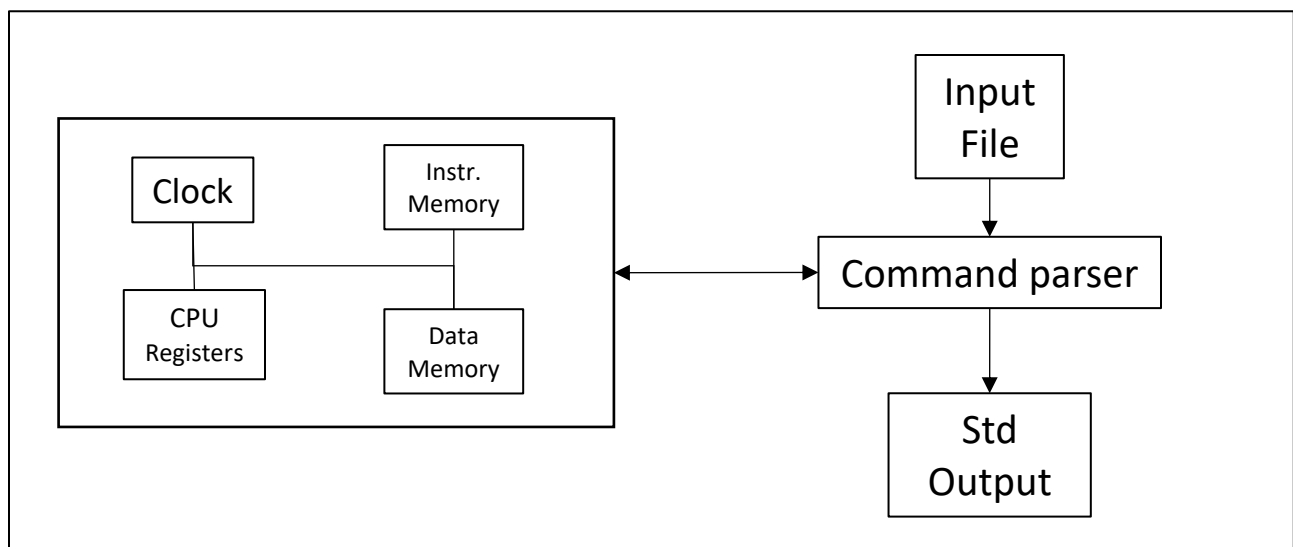 Clock
Instr.
Memory
CPU
Registers
Data
Memory
Input
File
Command parser
Std
Output